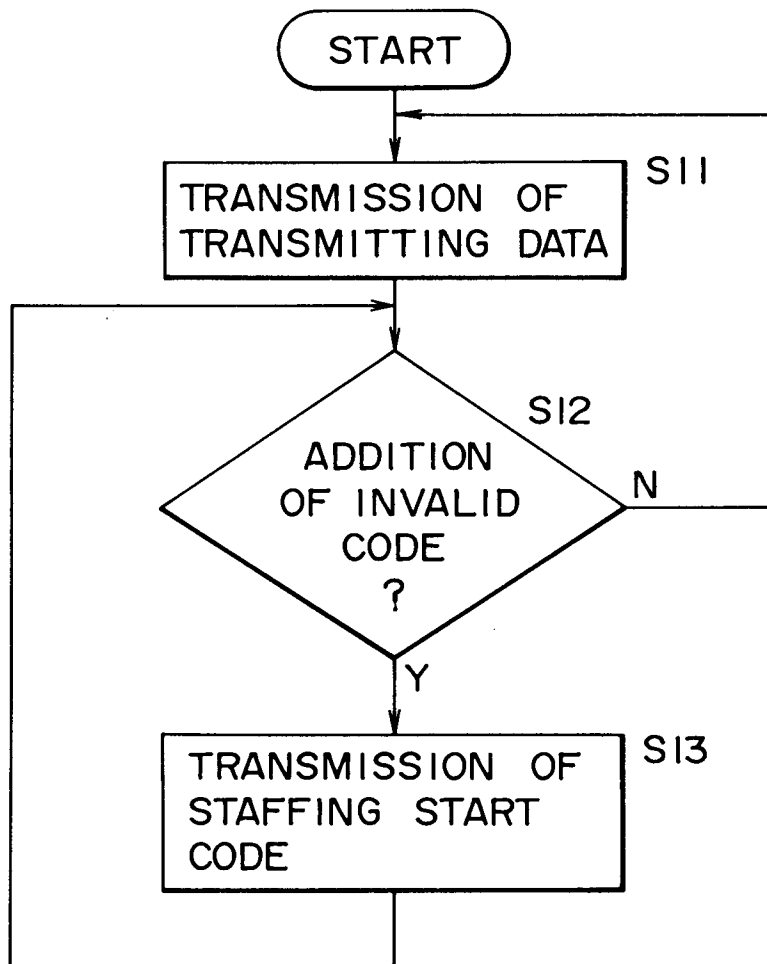 START
S11
TRANSMISSION OF
TRANSMITTING DATA
S12
ADDITION
OF INVALID
CODE
?
N
Y
S13
TRANSMISSION OF
STAFFING START
CODE